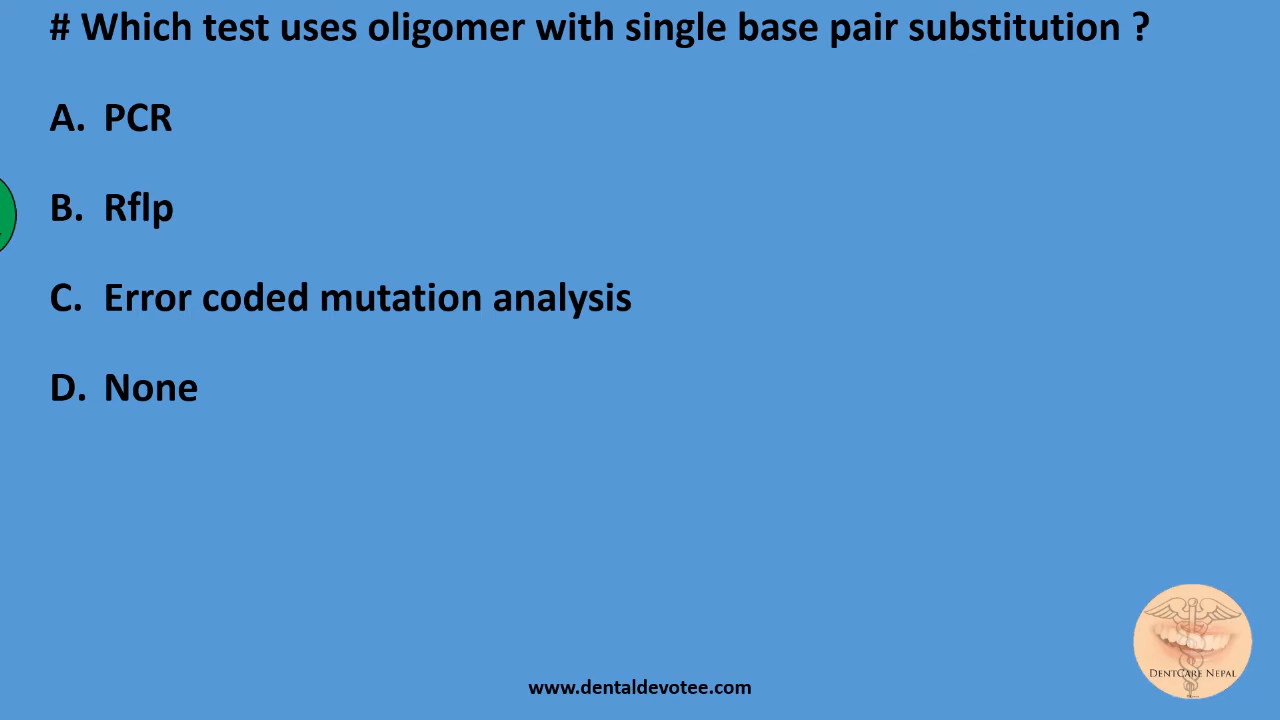 # Which test uses oligomer with single base pair substitution ?
A. PCR
B. Rflp
C. Error coded mutation analysis
D. None
DENTCARE NEPAL
www.dentaldevotee.com